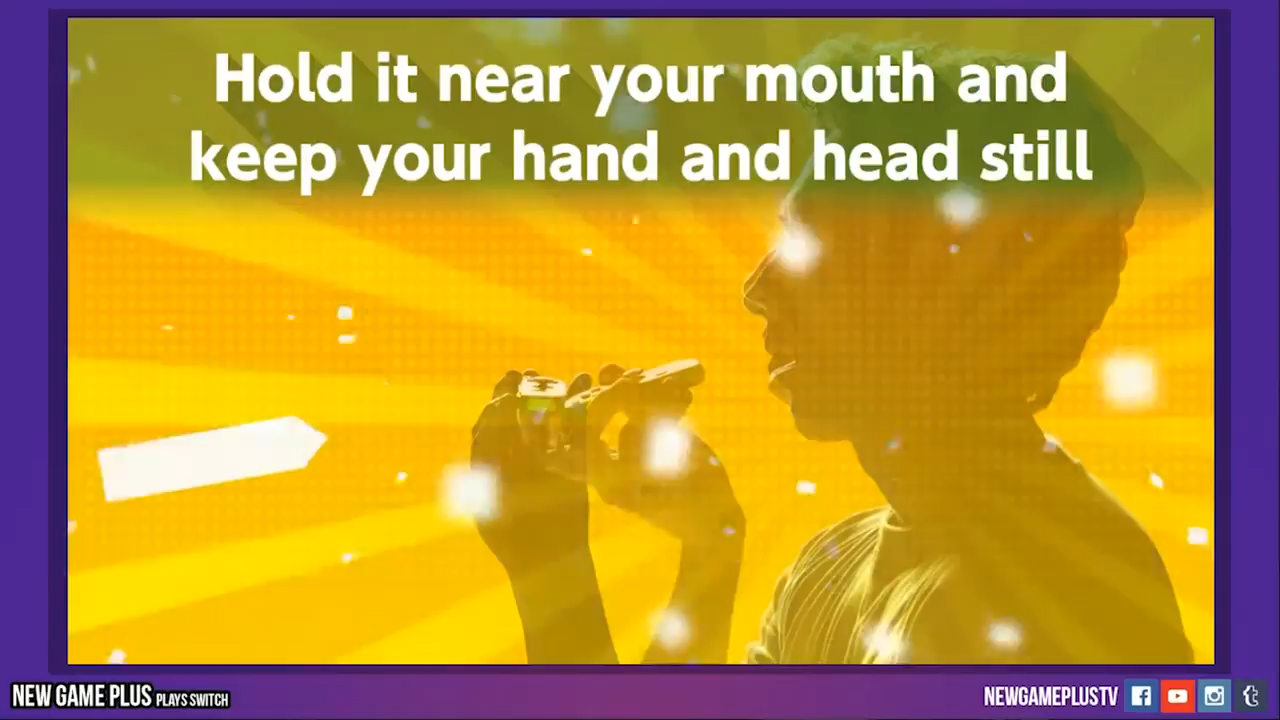 Hold it near your mouth and
keep your hand and head still
NEW GAME PLUS PLAYS SWITCH
NEWGAMEPLUSTV